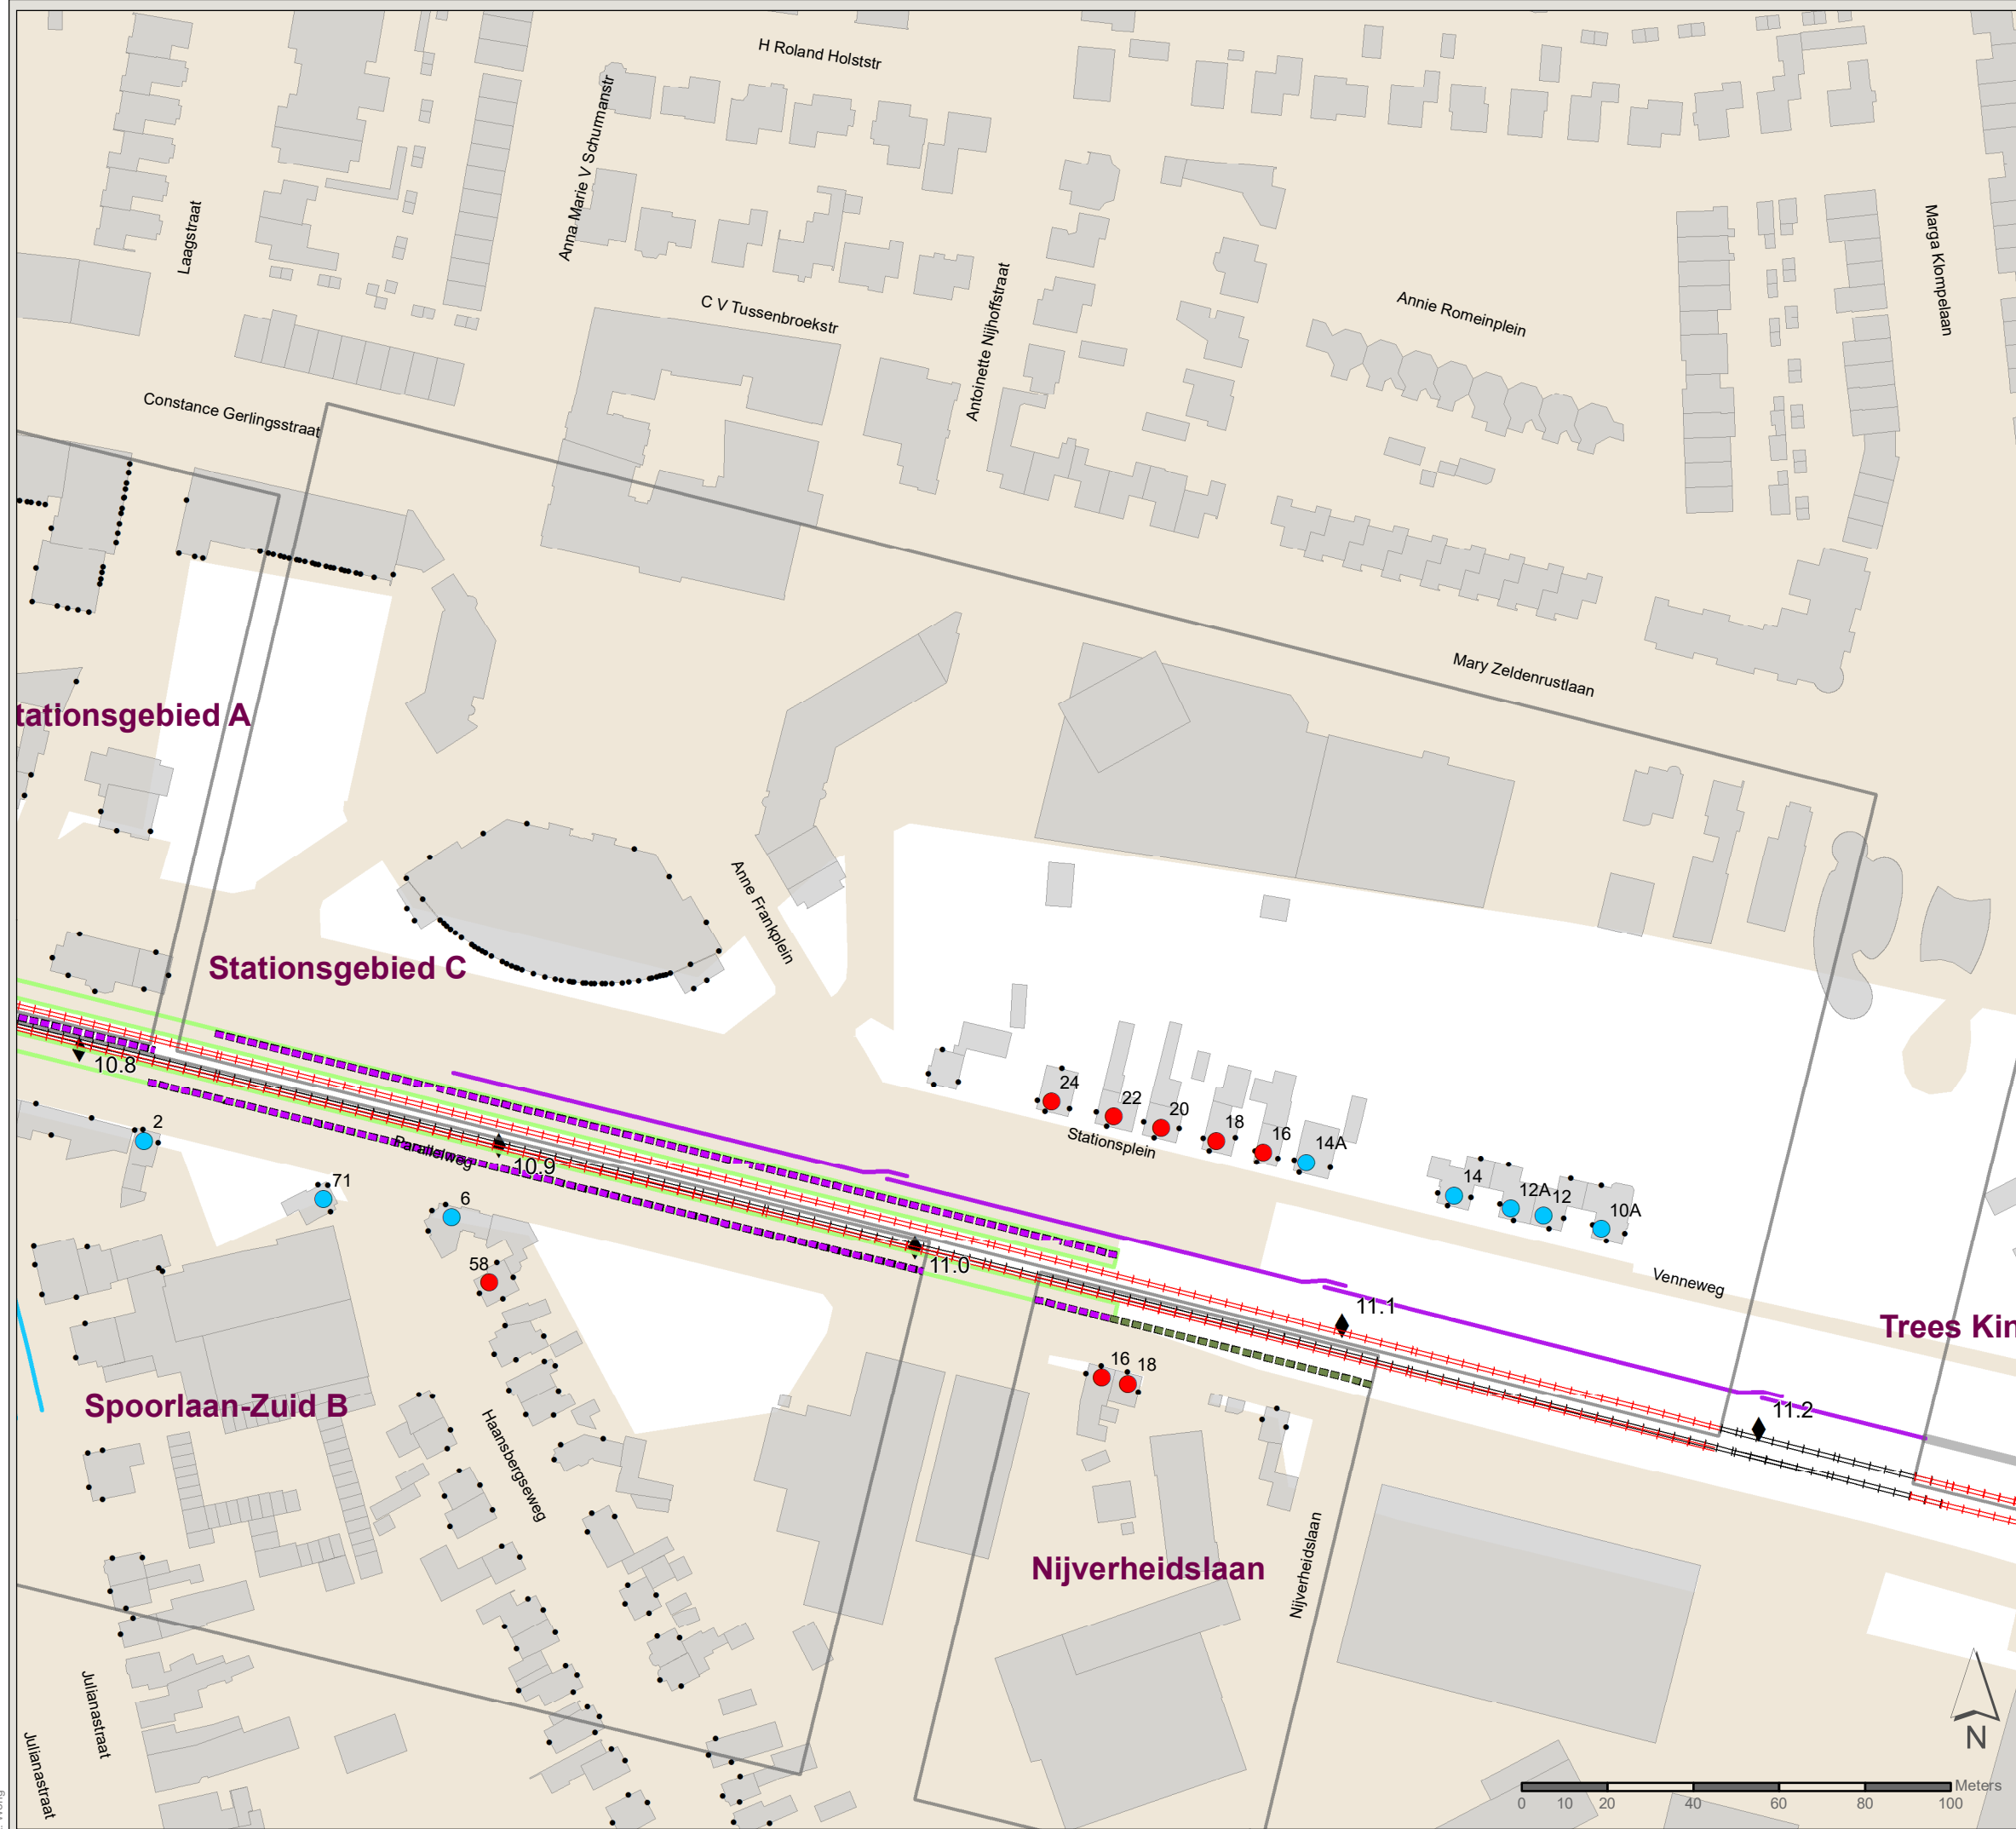 H Roland Holststr
Anna Marie V Schurmanstr
Laagstraat
Marga Klompelaan
C V Tussenbroekstr
Antoinette Nijhoffstraat
Annie Romeinplein
Constance Gerlingsstraat
Mary Zeldenrustlaan
tationsgebied A
Anne Frankplein
Stationsgebied C
10.8
24
22
20
18
16
14A
2
Parallelweg
10.9
Stationsplein
71
6
14
12A
12
10A
58
11.0
Venneweg
11.1
Trees Kin
16
18
11.2
Spoorlaan-Zuid B
Haansbergseweg
Nijverheidslaan
Nijverheidslaan
Julianastraat
Julianastraat
N
Meters
0 10 20 40 60 80 100